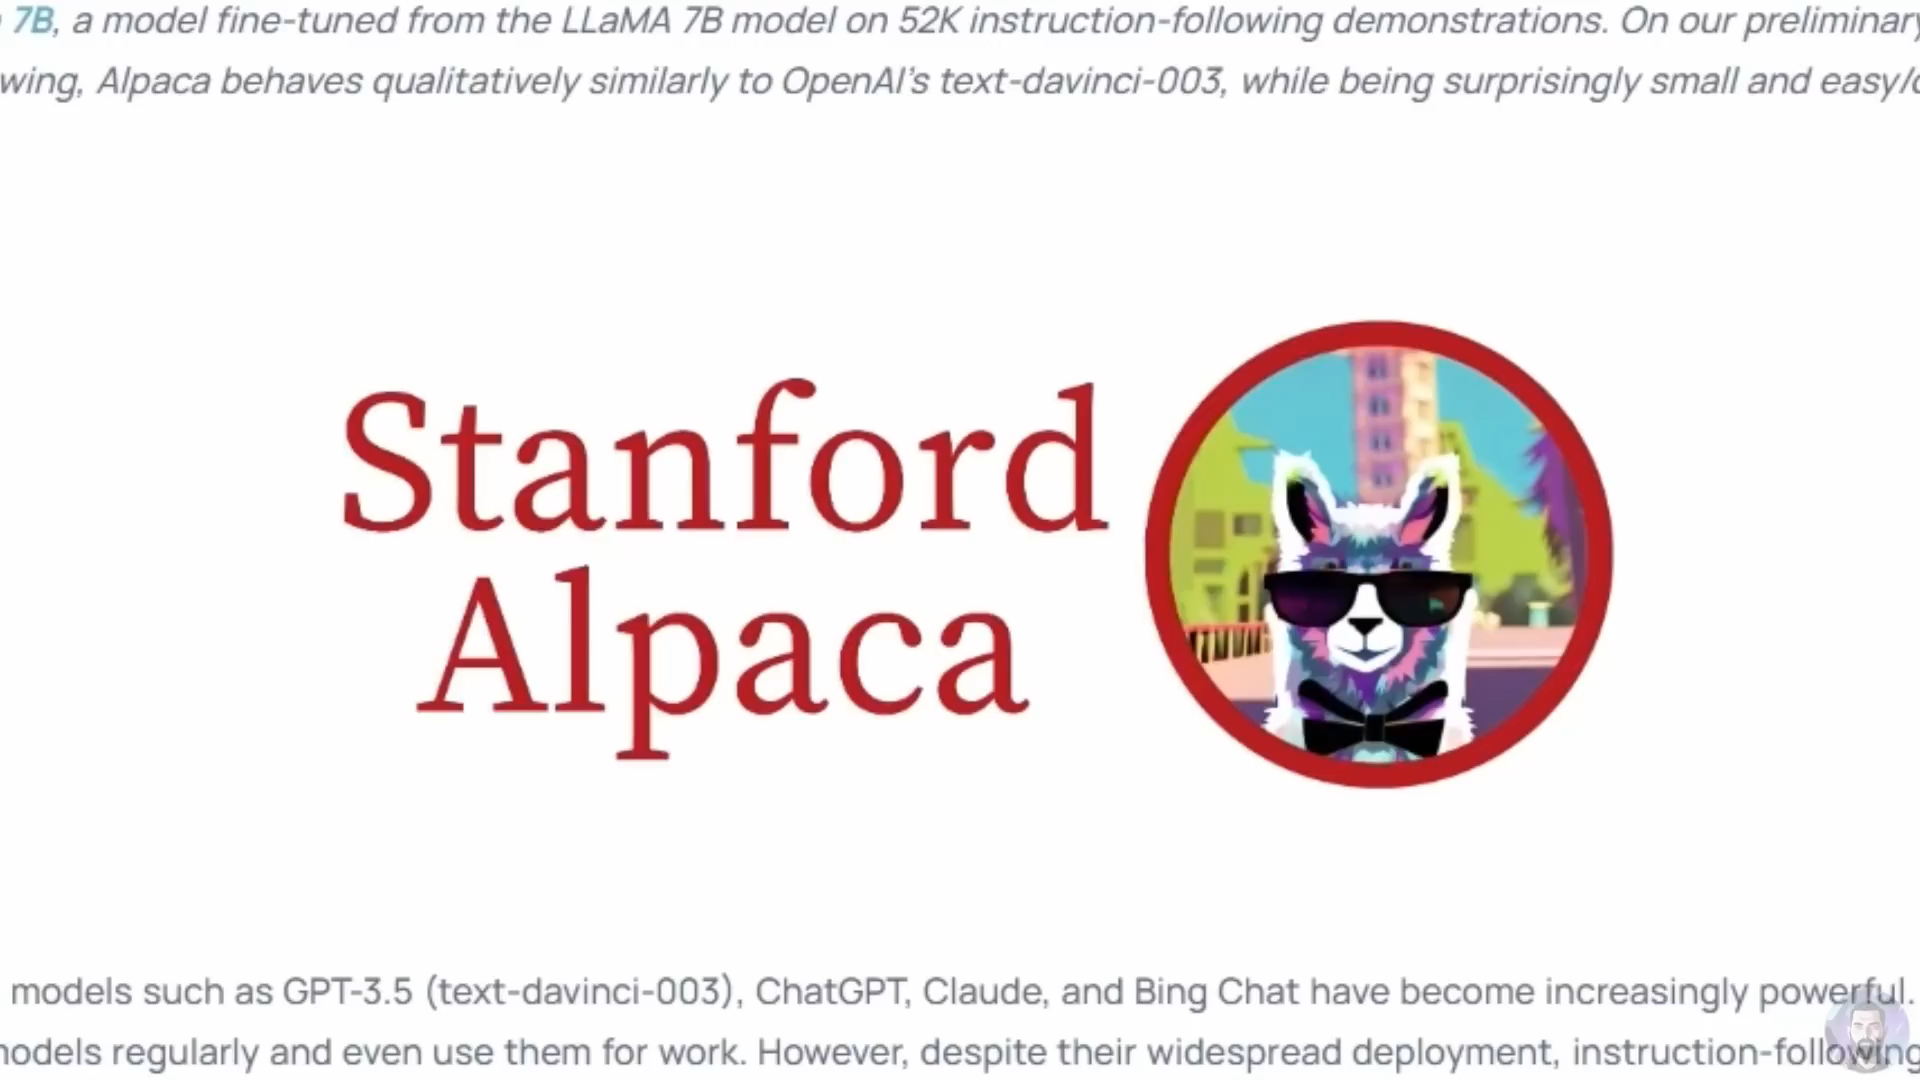 7B, a model fine-tuned from the LLaMA 7B model on 52K instruction-following demonstrations. On our preliminary
wing, Alpaca behaves qualitatively similarly to OpenAI's text-davinci-003, while being surprisingly small and easy/
Stanford
Alpaca
models such as GPT-3.5 (text-davinci-003), ChatGPT, Claude, and Bing Chat have become increasingly powerful.
models regularly and even use them for work. However, despite their widespread deployment, instruction-following